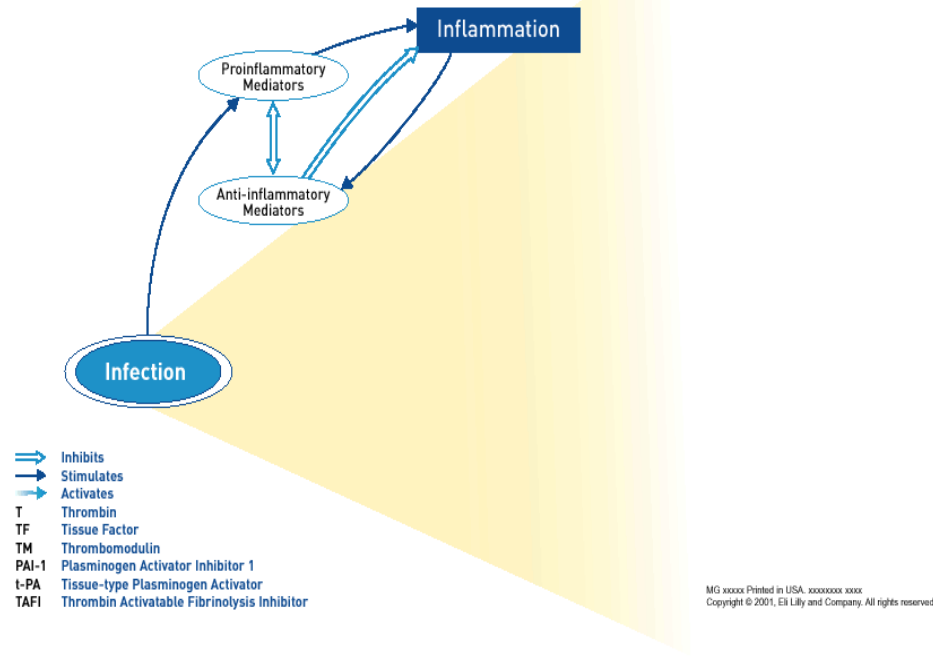 Inflammation
Proinflammatory
Mediators
Anti-inflammatory
Mediators
Infection
Inhibits
Stimulates
Activates
T Thrombin
TF Tissue Factor
TM Thrombomodulin
PAI-1 Plasminogen Activator Inhibitor 1
t-PA Tissue-type Plasminogen Activator
TAFI Thrombin Activatable Fibrinolysis Inhibitor
MG xxxxx Printed in USA. xxxxxxxx xxxx
Copyright © 2001, Eli Lilly and Company. All rights reserved